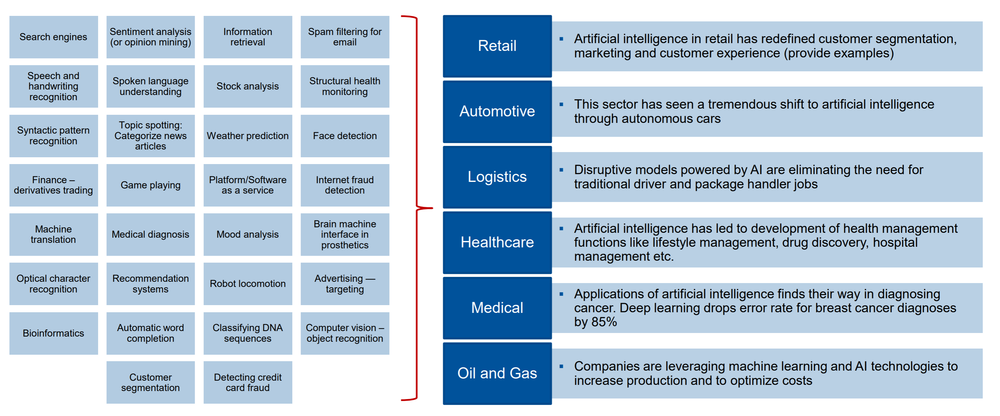 Search engines
Sentiment analysis
(or opinion mining)
Information
retrieval
Spam filtering for
email
Speech and
handwriting
recognition
Spoken language
understanding
Stock analysis
Structural health
monitoring
Syntactic pattern
recognition
Topic spotting:
Categorize news
articles
Weather prediction
Face detection
Finance –
derivatives trading
Game playing
Platform/Software
as a service
Internet fraud
detection
Machine
translation
Medical diagnosis
Mood analysis
Brain machine
interface in
prosthetics
Optical character
recognition
Recommendation
systems
Robot locomotion
Advertising —
targeting
Bioinformatics
Automatic word
completion
Classifying DNA
sequences
Computer vision –
object recognition
Customer
segmentation
Detecting credit
card fraud
Retail
▪ Artificial intelligence in retail has redefined customer segmentation,
marketing and customer experience (provide examples)
Automotive
▪ This sector has seen a tremendous shift to artificial intelligence
through autonomous cars
Logistics
▪ Disruptive models powered by AI are eliminating the need for
traditional driver and package handler jobs
Healthcare
▪ Artificial intelligence has led to development of health management
functions like lifestyle management, drug discovery, hospital
management etc.
Medical
▪ Applications of artificial intelligence finds their way in diagnosing
cancer. Deep learning drops error rate for breast cancer diagnoses
by 85%
Oil and Gas
▪ Companies are leveraging machine learning and AI technologies to
increase production and to optimize costs